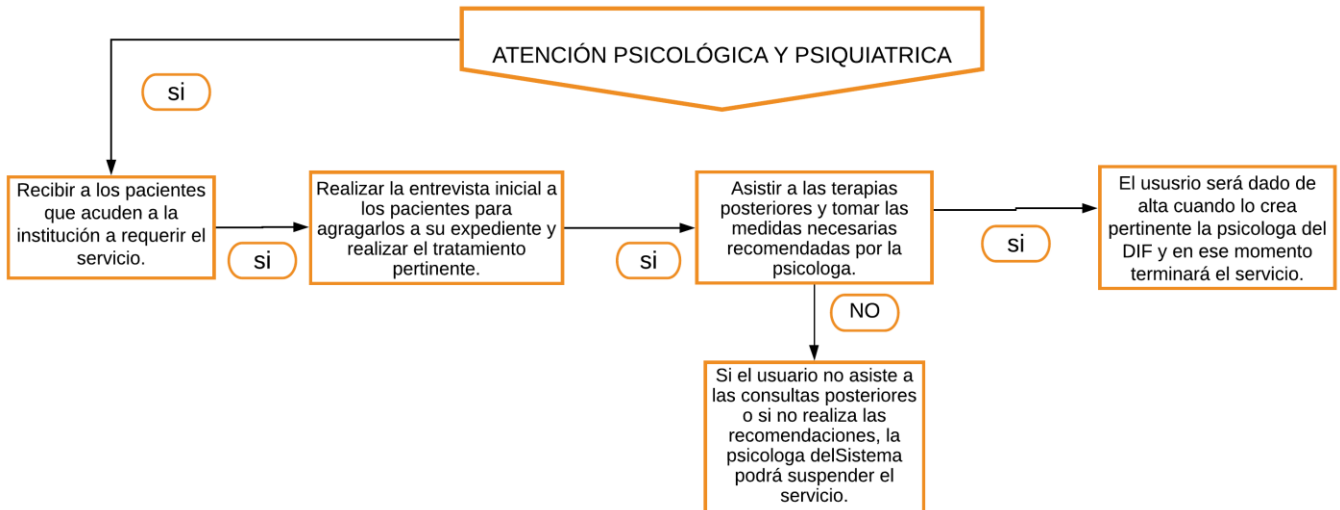 ATENCIÓN PSICOLÓGICA Y PSIQUIATRICA
si
Recibir a los pacientes
que acuden a la
institución a requerir el
servicio.
si
Realizar la entrevista inicial a
los pacientes para
agragarlos a su expediente y
realizar el tratamiento
pertinente.
si
Asistir a las terapias
posteriores y tomar las
medidas necesarias
recomendadas por la
psicologa.
si
El ususrio será dado de
alta cuando lo crea
pertinente la psicologa del
DIF y en ese momento
terminará el servicio.
NO
Si el usuario no asiste a
las consultas posteriores
o si no realiza las
recomendaciones, la
psicologa delSistema
podrá suspender el
servicio.